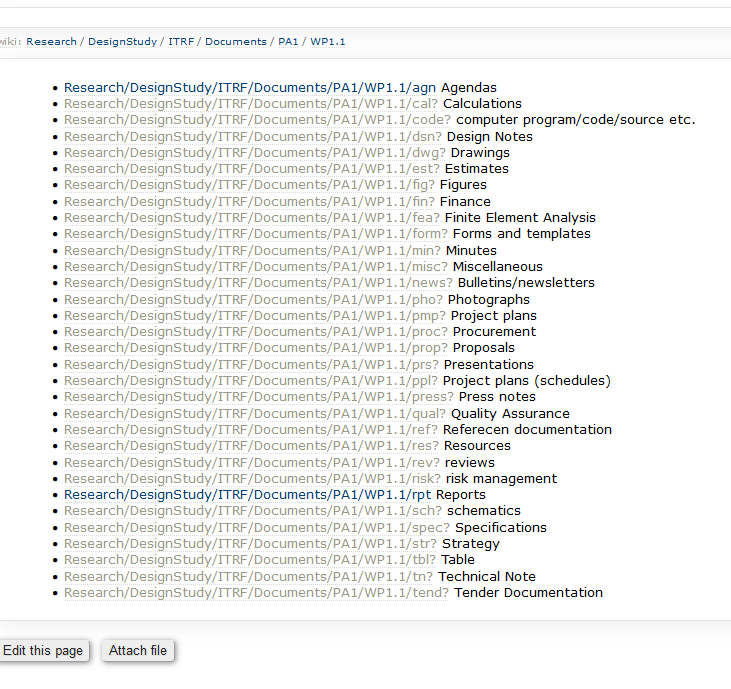 wiki: Research / DesignStudy / ITRF / Documents / PA1 / WP1.1
Research/DesignStudy/ITRF/Documents/PA1/WP1.1/agn Agendas
Research/DesignStudy/ITRF/Documents/PA1/WP1.1/cal? Calculations
Research/DesignStudy/ITRF/Documents/PA1/WP1.1/code? computer program/code/source etc.
Research/DesignStudy/ITRF/Documents/PA1/WP1.1/dsn? Design Notes
Research/DesignStudy/ITRF/Documents/PA1/WP1.1/dwg? Drawings
Research/DesignStudy/ITRF/Documents/PA1/WP1.1/est? Estimates
Research/DesignStudy/ITRF/Documents/PA1/WP1.1/fig? Figures
Research/DesignStudy/ITRF/Documents/PA1/WP1.1/fin? Finance
Research/DesignStudy/ITRF/Documents/PA1/WP1.1/fea? Finite Element Analysis
Research/DesignStudy/ITRF/Documents/PA1/WP1.1/form? Forms and templates
Research/DesignStudy/ITRF/Documents/PA1/WP1.1/min? Minutes
Research/DesignStudy/ITRF/Documents/PA1/WP1.1/misc? Miscellaneous
Research/DesignStudy/ITRF/Documents/PA1/WP1.1/news? Bulletins/newsletters
Research/DesignStudy/ITRF/Documents/PA1/WP1.1/pho? Photographs
Research/DesignStudy/ITRF/Documents/PA1/WP1.1/pmp? Project plans
Research/DesignStudy/ITRF/Documents/PA1/WP1.1/proc? Procurement
Research/DesignStudy/ITRF/Documents/PA1/WP1.1/prop? Proposals
Research/DesignStudy/ITRF/Documents/PA1/WP1.1/prs? Presentations
Research/DesignStudy/ITRF/Documents/PA1/WP1.1/ppl? Project plans (schedules)
Research/DesignStudy/ITRF/Documents/PA1/WP1.1/press? Press notes
Research/DesignStudy/ITRF/Documents/PA1/WP1.1/qual? Quality Assurance
Research/DesignStudy/ITRF/Documents/PA1/WP1.1/ref? Referecen documentation
Research/DesignStudy/ITRF/Documents/PA1/WP1.1/res? Resources
Research/DesignStudy/ITRF/Documents/PA1/WP1.1/rev? reviews
Research/DesignStudy/ITRF/Documents/PA1/WP1.1/risk? risk management
Research/DesignStudy/ITRF/Documents/PA1/WP1.1/rpt Reports
Research/DesignStudy/ITRF/Documents/PA1/WP1.1/sch? schematics
Research/DesignStudy/ITRF/Documents/PA1/WP1.1/spec? Specifications
Research/DesignStudy/ITRF/Documents/PA1/WP1.1/str? Strategy
Research/DesignStudy/ITRF/Documents/PA1/WP1.1/tbl? Table
Research/DesignStudy/ITRF/Documents/PA1/WP1.1/tn? Technical Note
Research/DesignStudy/ITRF/Documents/PA1/WP1.1/tend? Tender Documentation
Edit this page Attach file